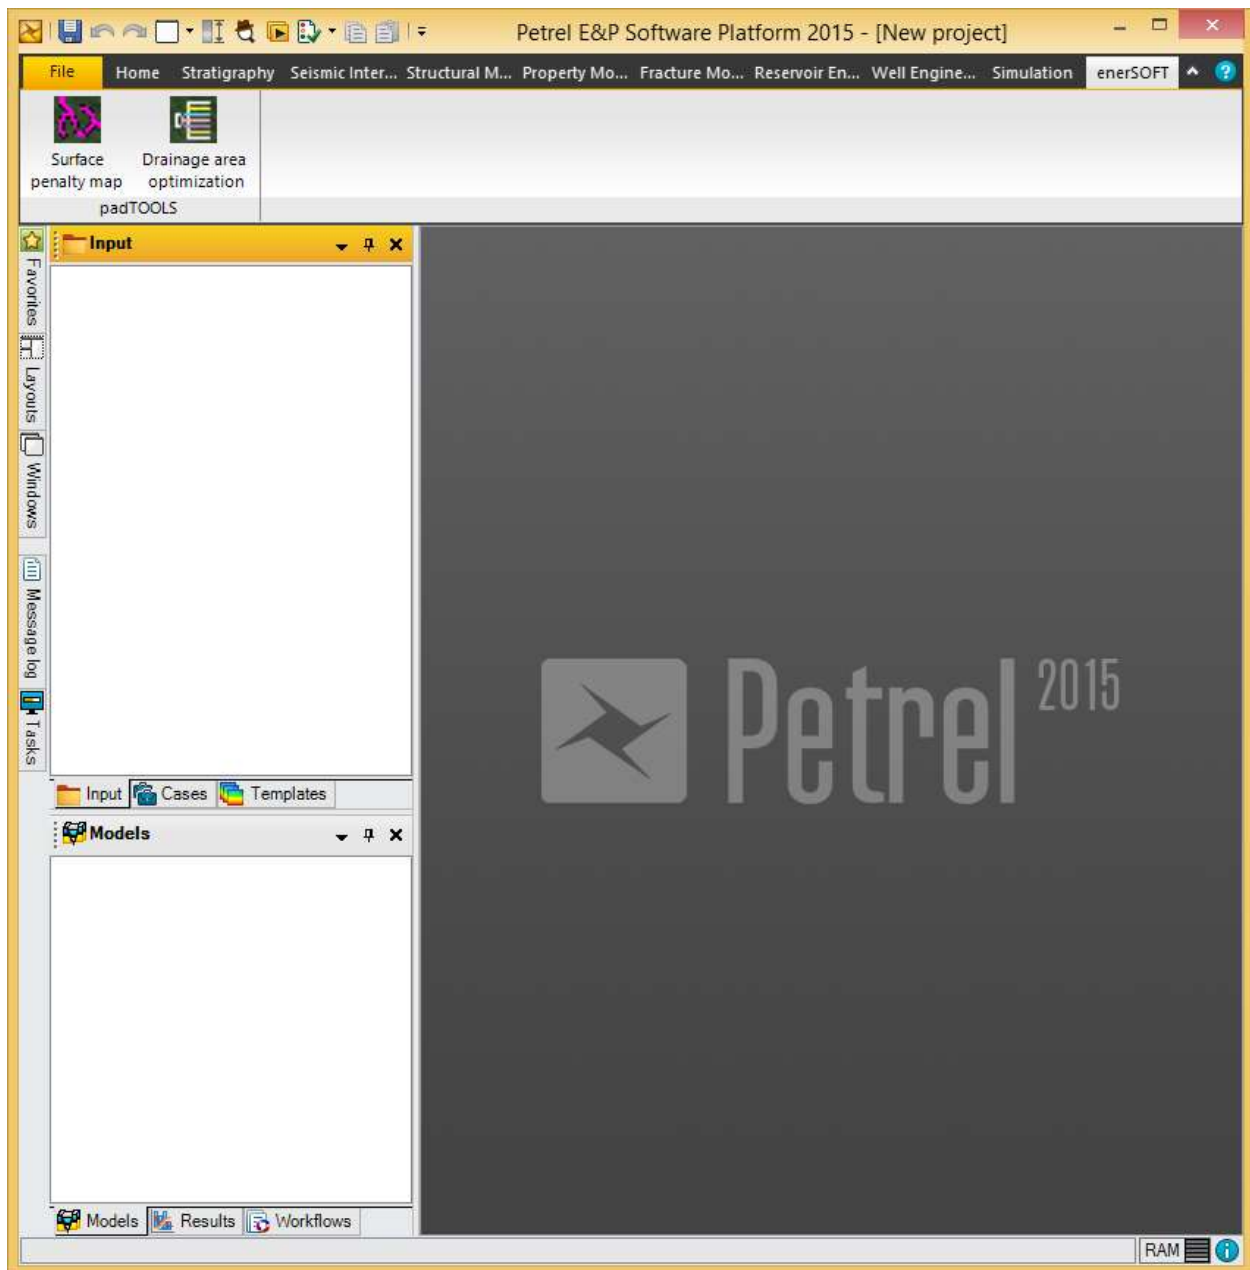 Petrel E&P Software Platform 2015 - [New project]
File Home Stratigraphy Seismic Inter... Structural M... Property Mo... Fracture Mo... Reservoir En... Well Engine... Simulation enerSOFT
Surface penalty map
Drainage area optimization
padTOOLS
Favorites
Layouts
Windows
Message log
Tasks
Input
Input Cases Templates
Models
Models Results Workflows
Petrel 2015
RAM